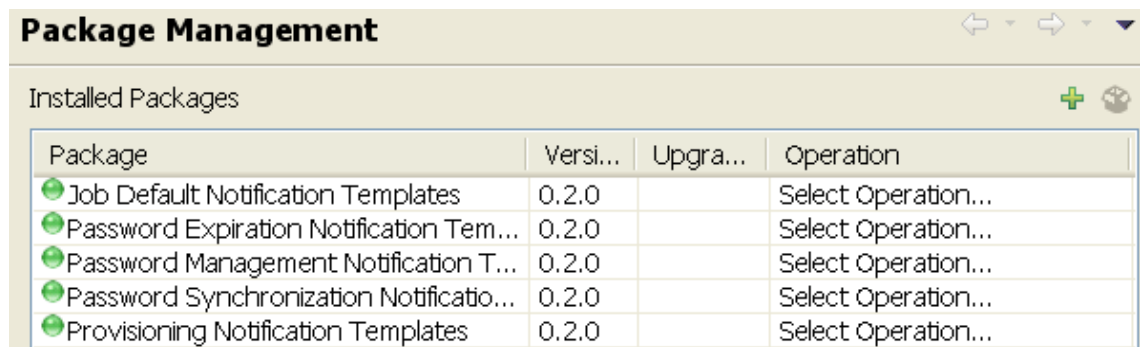 Package Management
Installed Packages
Package Versi... Upgra... Operation
Job Default Notification Templates 0.2.0 Select Operation...
Password Expiration Notification Tem... 0.2.0 Select Operation...
Password Management Notification T... 0.2.0 Select Operation...
Password Synchronization Notificatio... 0.2.0 Select Operation...
Provisioning Notification Templates 0.2.0 Select Operation...